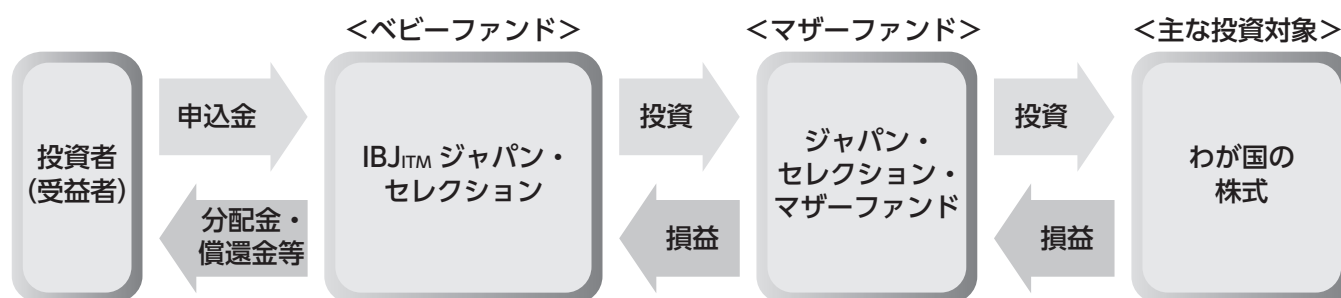 ＜ベビーファンド＞
＜マザーファンド＞
＜主な投資対象＞
投資者
(受益者)
申込金
分配金・
償還金等
IBJITM ジャパン・
セレクション
投資
損益
ジャパン・
セレクション・
マザーファンド
投資
損益
わが国の
株式